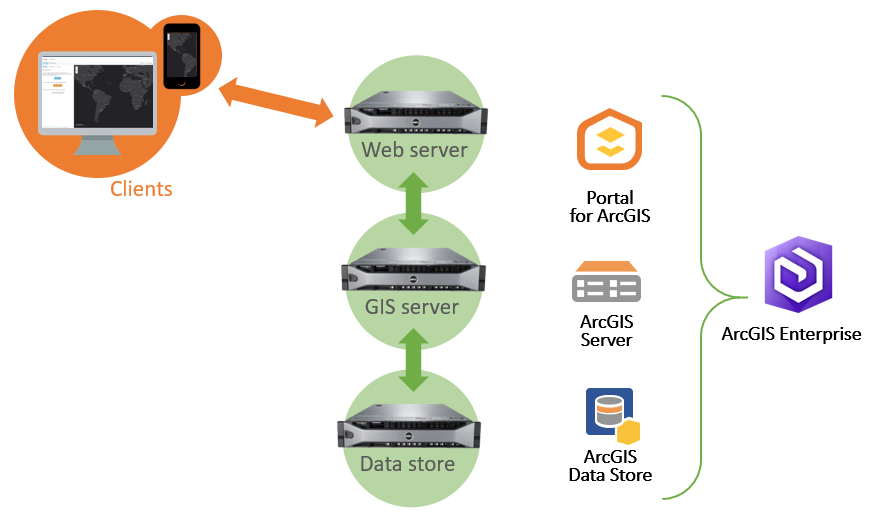 Clients
Web server
GIS server
Data store
Portal
for ArcGIS
ArcGIS
Server
ArcGIS
Data Store
ArcGIS Enterprise